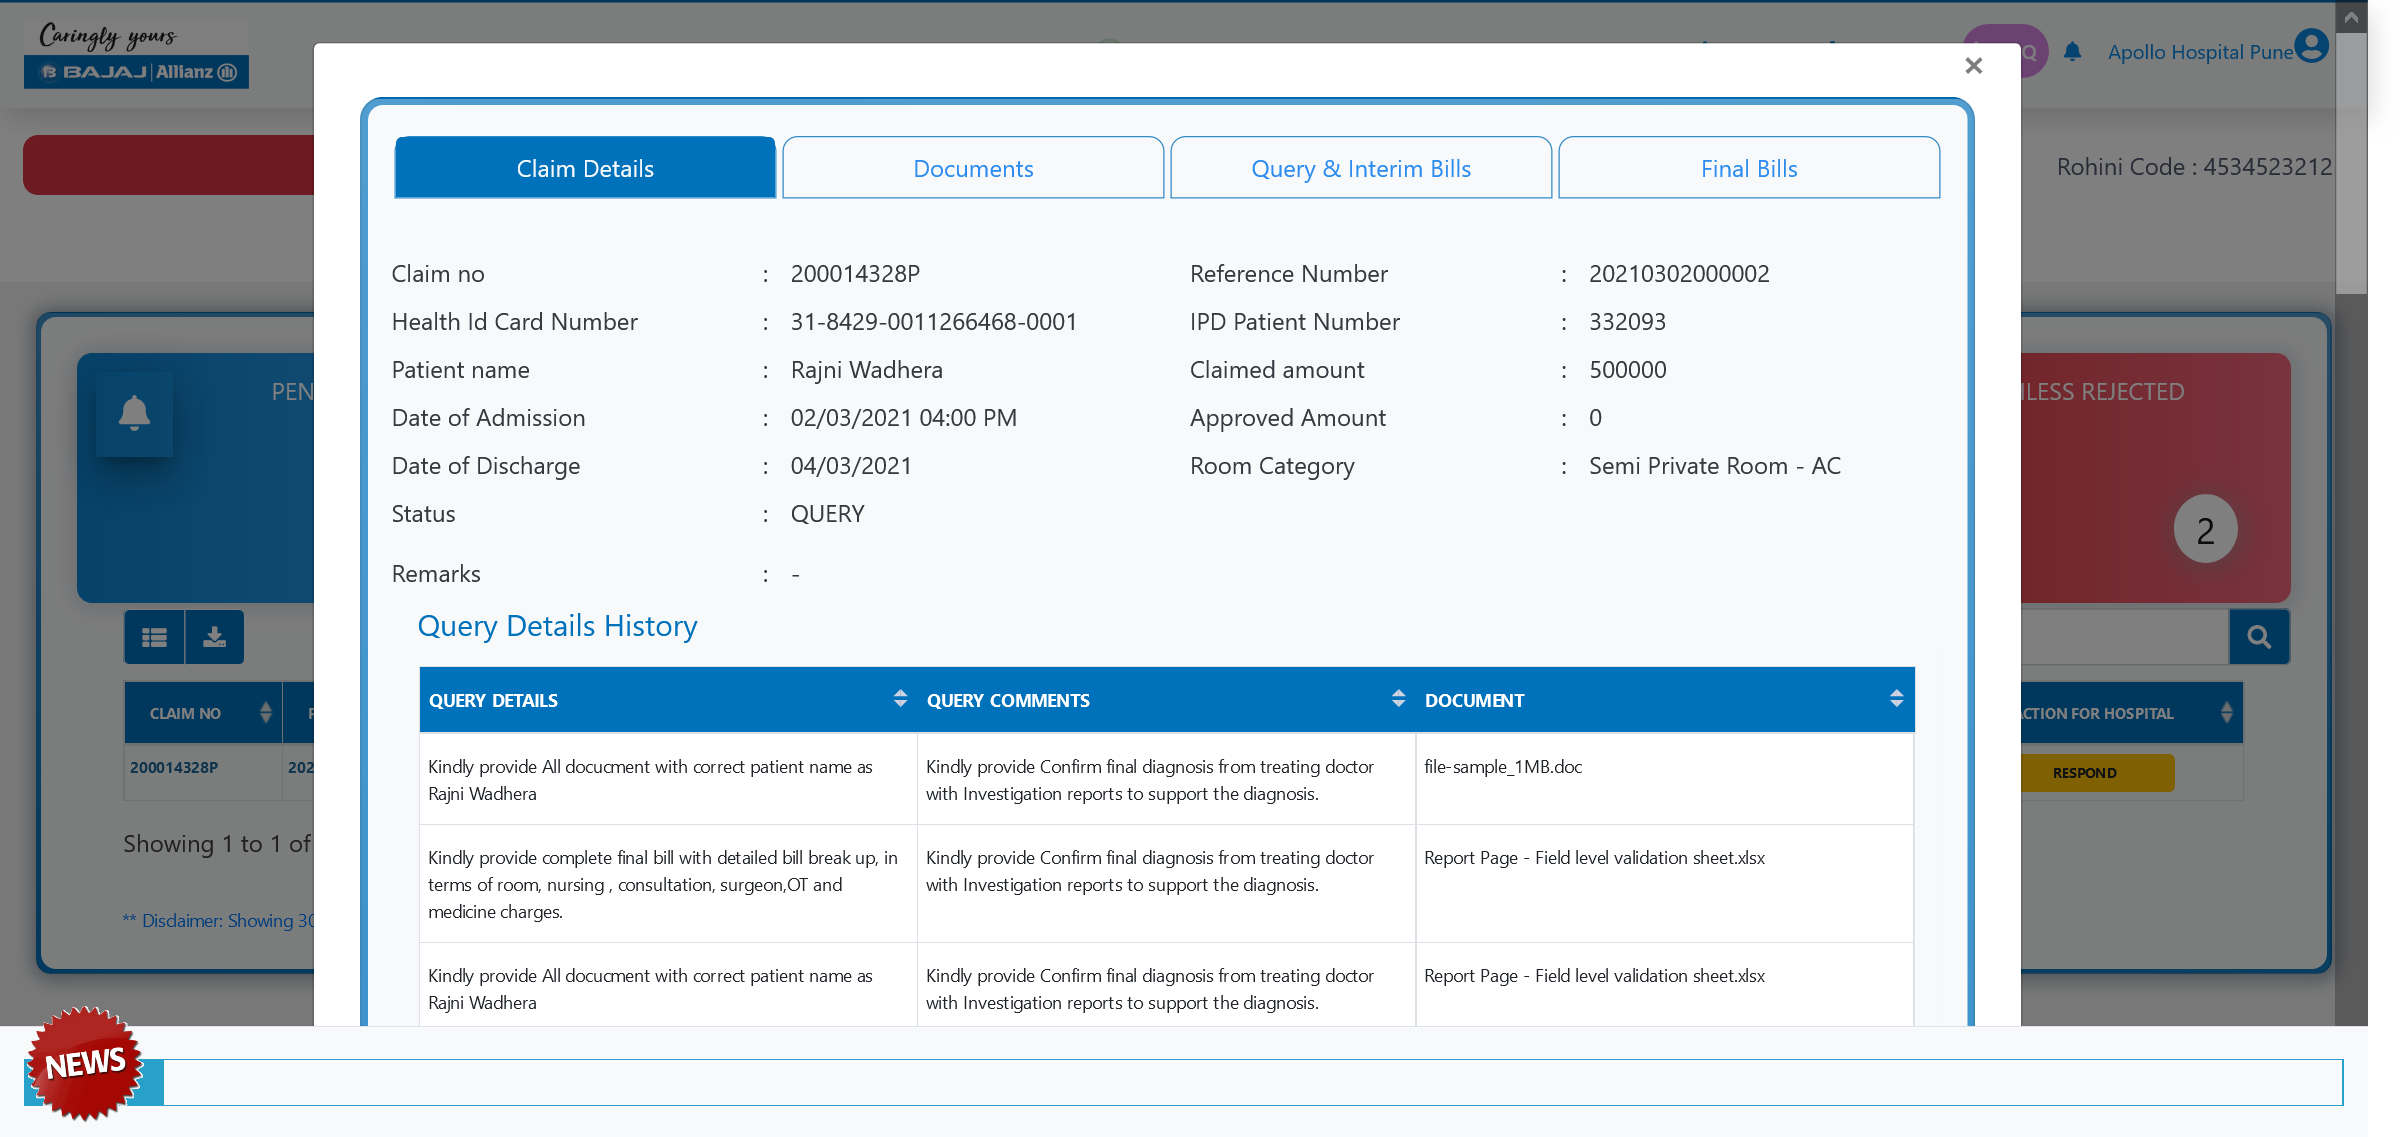 Caringly yours
BAJAJ | Allianz
Q
Apollo Hospital Pune
×
Claim Details
Documents
Query & Interim Bills
Final Bills
Rohini Code : 4534523212
Claim no : 200014328P
Reference Number : 20210302000002
Health Id Card Number : 31-8429-0011266468-0001
IPD Patient Number : 332093
Patient name : Rajni Wadhera
Claimed amount : 500000
Date of Admission : 02/03/2021 04:00 PM
Approved Amount : 0
Date of Discharge : 04/03/2021
Room Category : Semi Private Room - AC
Status : QUERY
Remarks : -
PEN
LESS REJECTED
2
Query Details History
QUERY DETAILS
QUERY COMMENTS
DOCUMENT
Kindly provide All docucment with correct patient name as
Rajni Wadhera
Kindly provide Confirm final diagnosis from treating doctor
with Investigation reports to support the diagnosis.
file-sample_1MB.doc
Kindly provide complete final bill with detailed bill break up, in
terms of room, nursing , consultation, surgeon,OT and
medicine charges.
Kindly provide Confirm final diagnosis from treating doctor
with Investigation reports to support the diagnosis.
Report Page - Field level validation sheet.xlsx
Kindly provide All docucment with correct patient name as
Rajni Wadhera
Kindly provide Confirm final diagnosis from treating doctor
with Investigation reports to support the diagnosis.
Report Page - Field level validation sheet.xlsx
CLAIM NO
ACTION FOR HOSPITAL
200014328P
202
RESPOND
Showing 1 to 1 of
** Disclaimer: Showing 30
NEWS